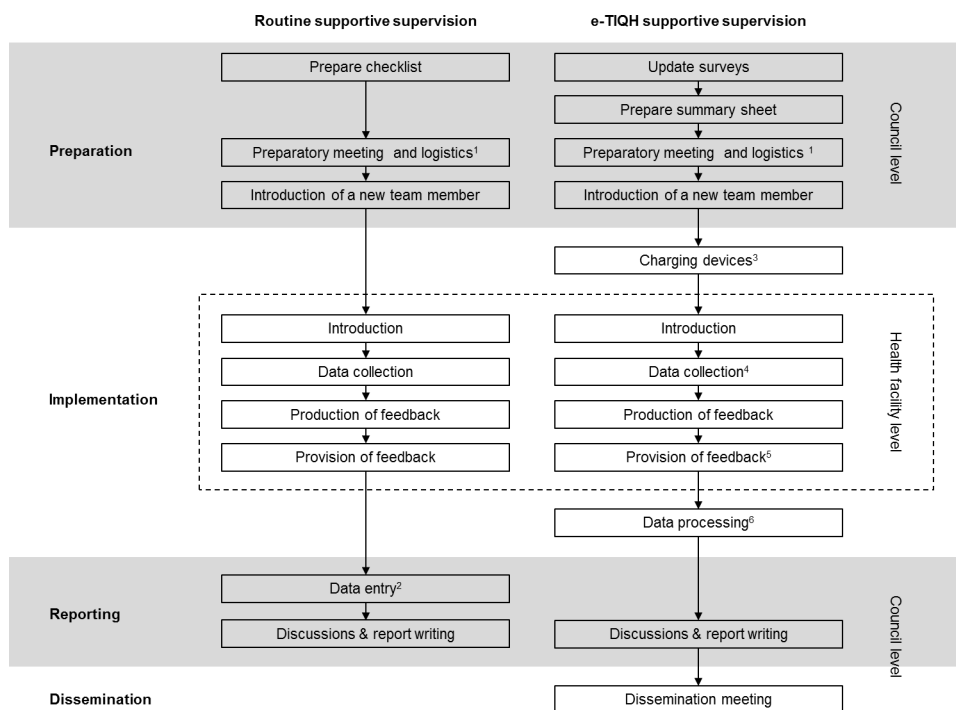 Routine supportive supervision
e-TIQH supportive supervision
Prepare checklist
Update surveys
Prepare summary sheet
Preparation
Preparatory meeting and logistics¹
Preparatory meeting and logistics ¹
Introduction of a new team member
Introduction of a new team member
Council level
Charging devices³
Introduction
Introduction
Data collection
Data collection⁴
Implementation
Production of feedback
Production of feedback
Provision of feedback
Provision of feedback⁵
Health facility level
Data processing⁶
Data entry²
Reporting
Discussions & report writing
Discussions & report writing
Council level
Dissemination
Dissemination meeting